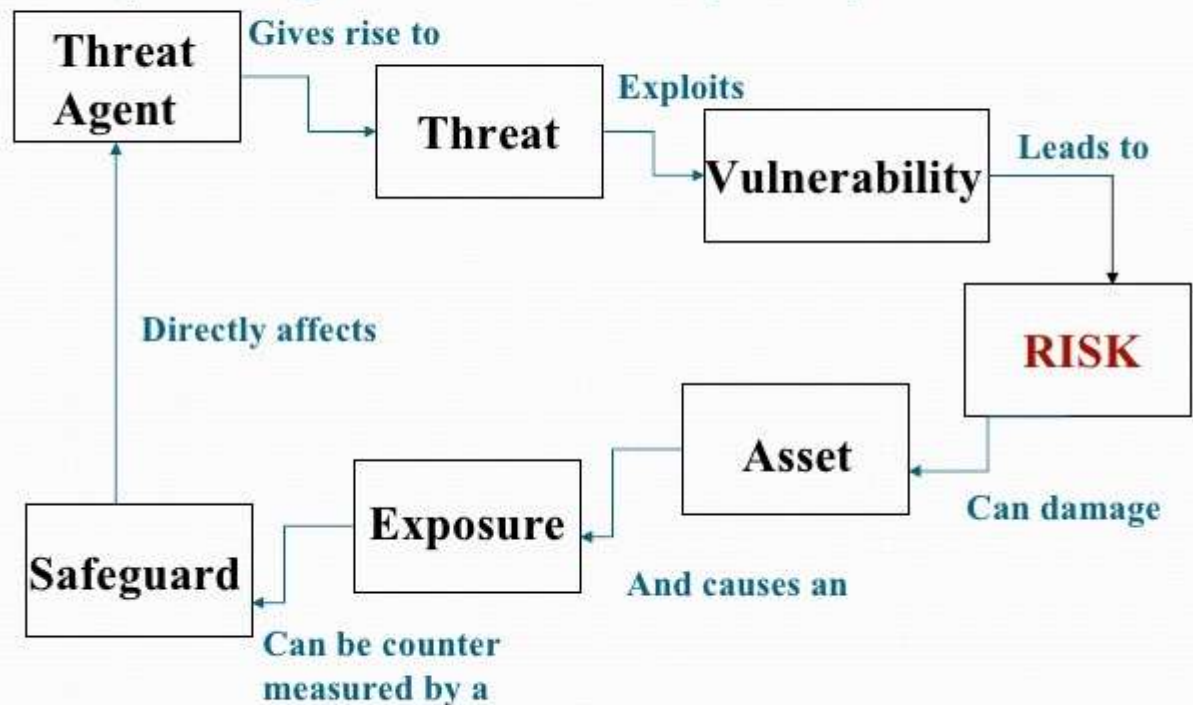 Threat
Agent
Gives rise to
Threat
Exploits
Vulnerability
Leads to
RISK
Directly affects
Asset
Can damage
Exposure
And causes an
Safeguard
Can be counter
measured by a